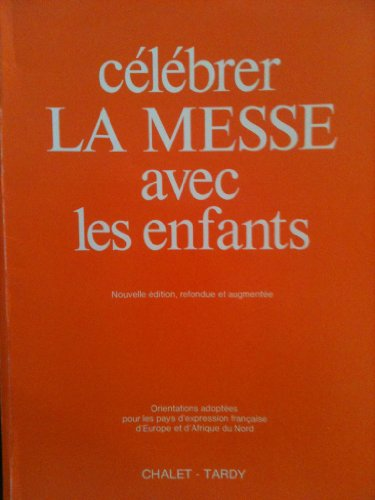 célébrer
LA MESSE
avec
les enfants
Nouvelle édition, refondue et augmentée
Orientations adoptées
pour les pays d'expression française
d'Europe et d'Afrique du Nord
CHALET - TARDY